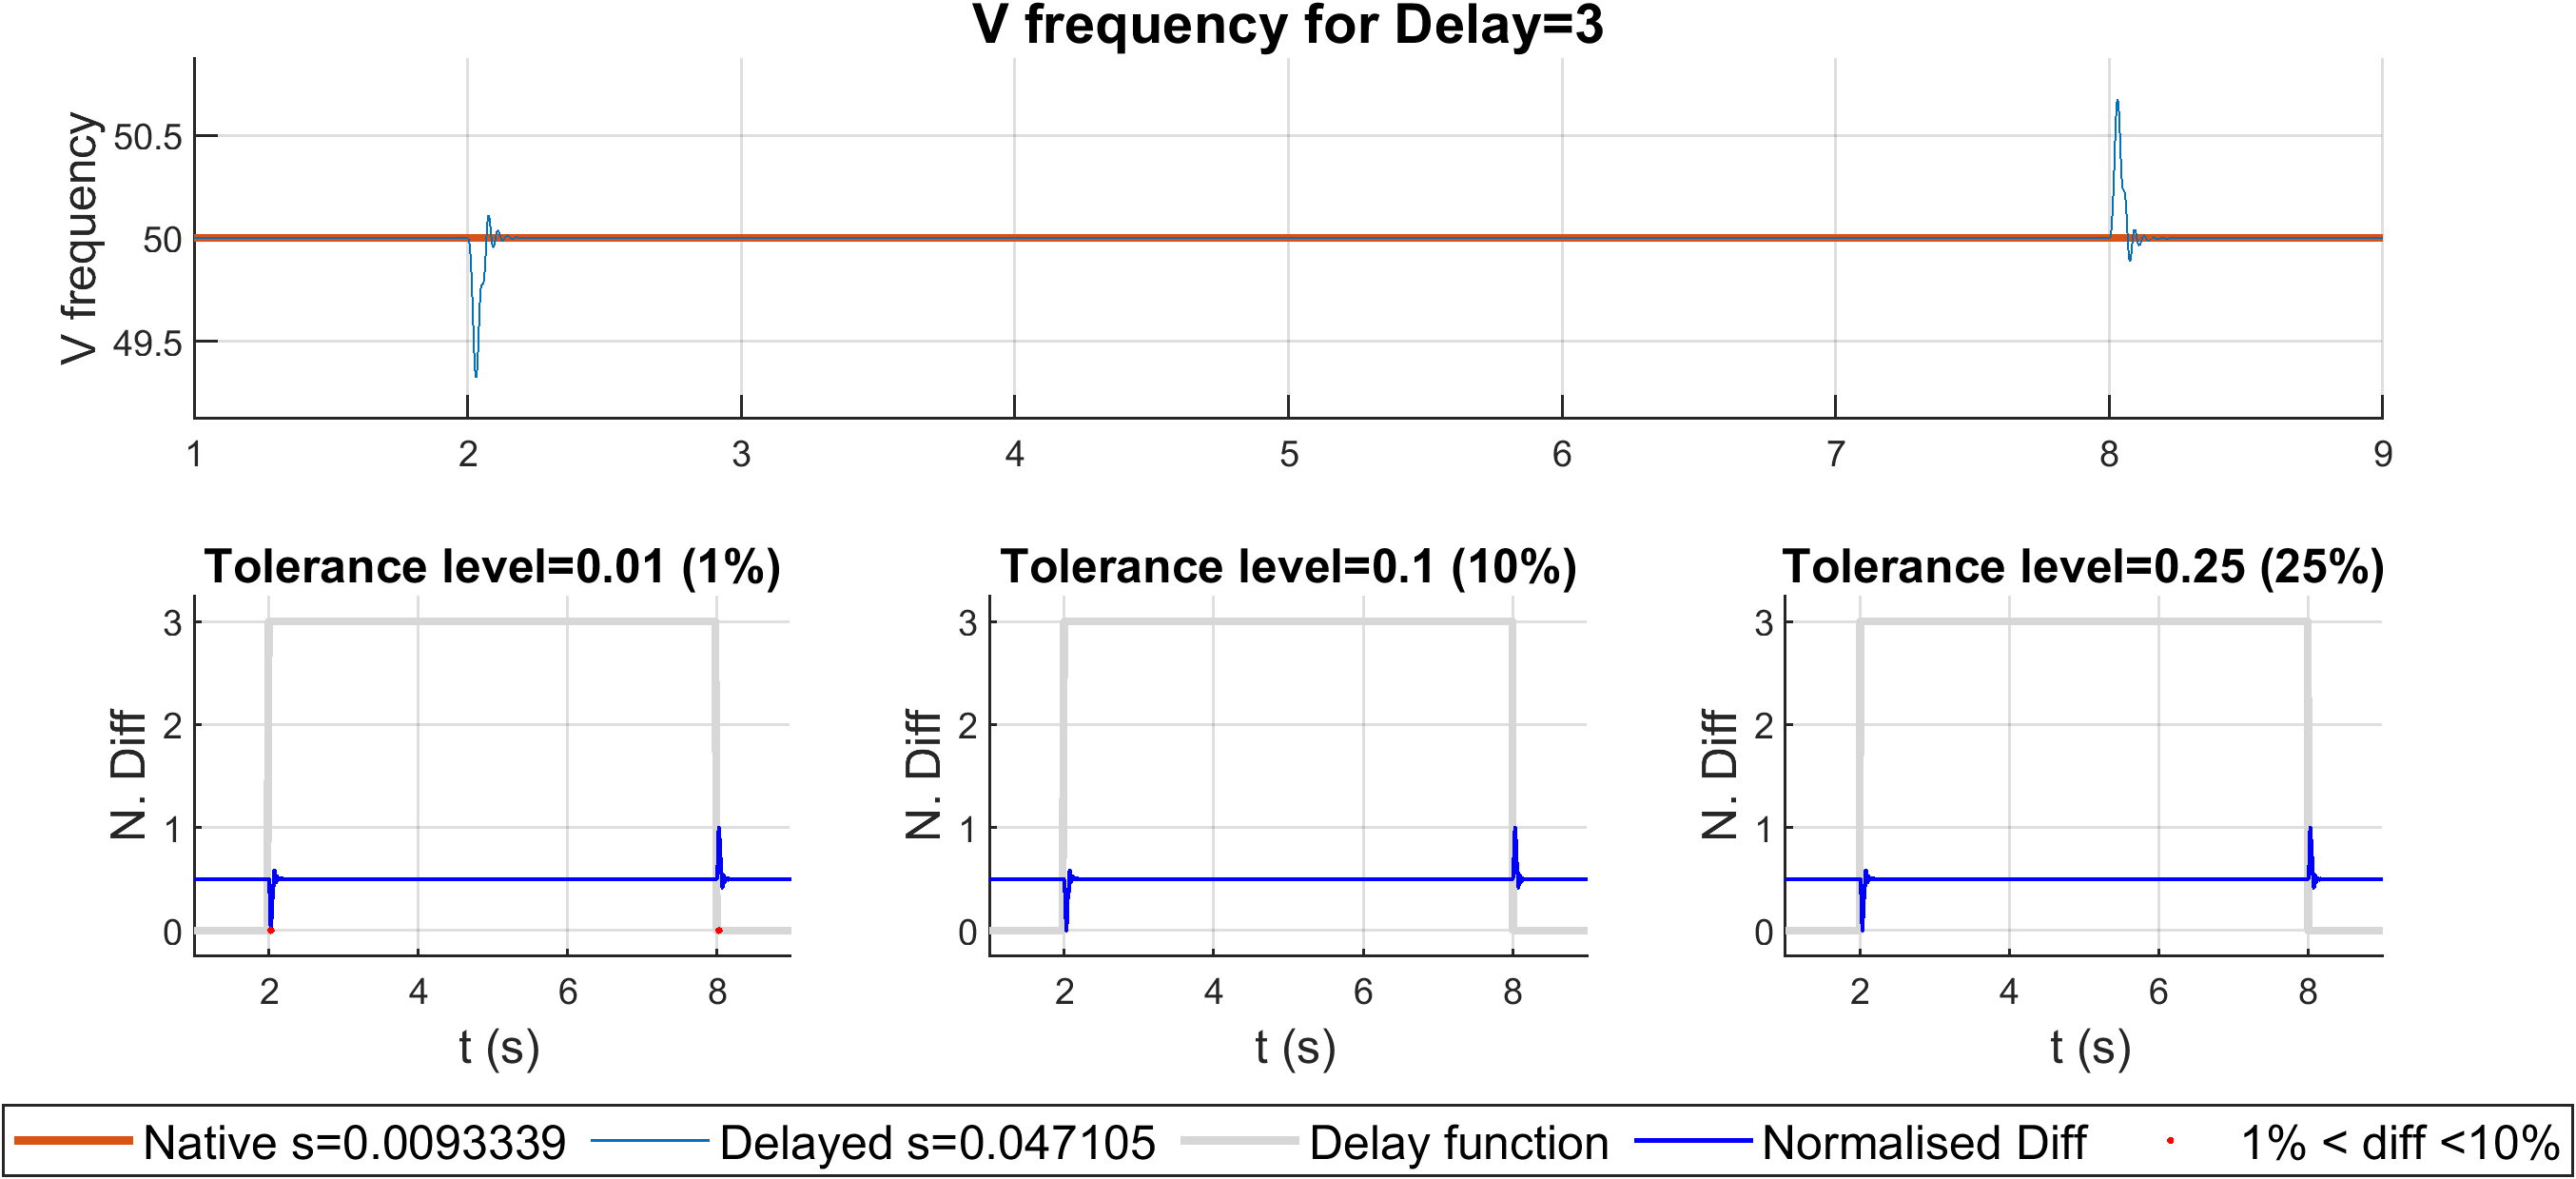 V frequency for Delay=3
V frequency
50.5
50
49.5
1 2 3 4 5 6 7 8 9
Tolerance level=0.01 (1%)
N. Diff
3
2
1
0
2 4 6 8
t (s)
Tolerance level=0.1 (10%)
N. Diff
3
2
1
0
2 4 6 8
t (s)
Tolerance level=0.25 (25%)
N. Diff
3
2
1
0
2 4 6 8
t (s)
Native s=0.0093339 Delayed s=0.047105 Delay function Normalised Diff 1% < diff <10%